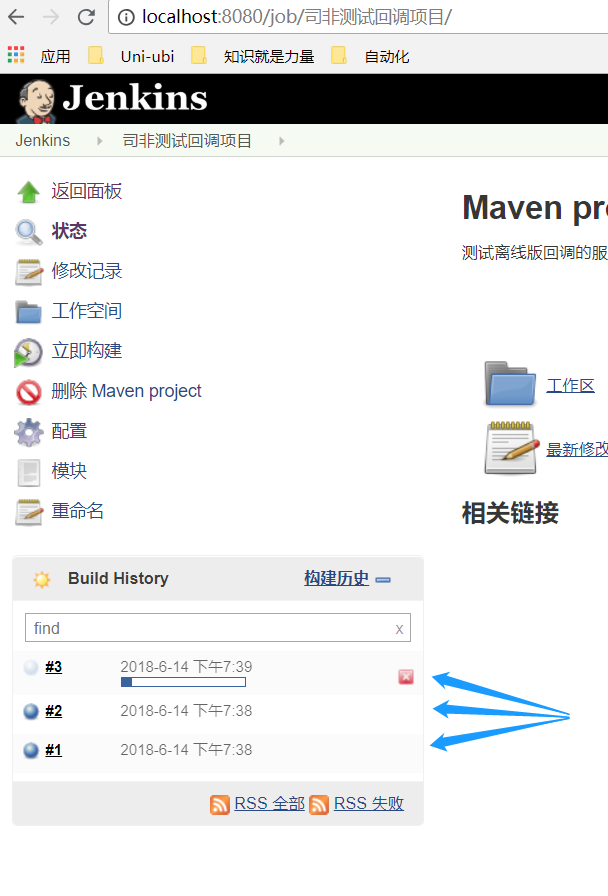 localhost:8080/job/司非测试回调项目/
应用 Uni-ubi 知识就是力量 自动化
Jenkins
Jenkins 司非测试回调项目
返回面板
状态
修改记录
工作空间
立即构建
删除 Maven project
配置
模块
重命名
Maven pr
测试离线版回调的服
工作区
最新修改
相关链接
Build History 构建历史
find x
#3 2018-6-14 下午7:39
#2 2018-6-14 下午7:38
#1 2018-6-14 下午7:38
RSS 全部 RSS 失败